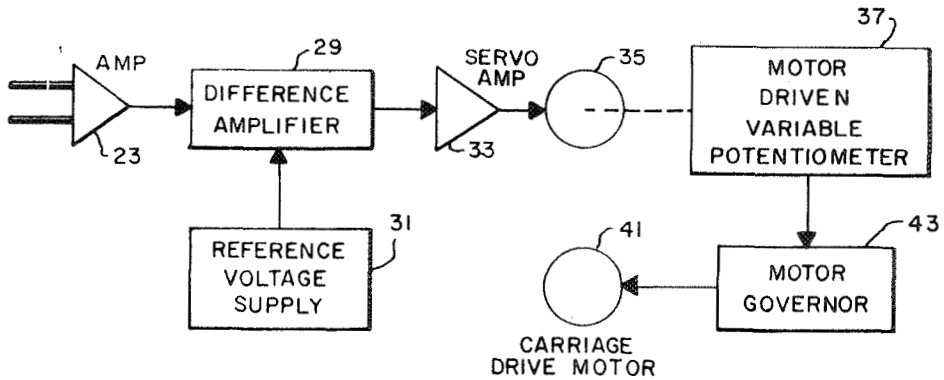 AMP
23
29
DIFFERENCE
AMPLIFIER
31
REFERENCE
VOLTAGE
SUPPLY
SERVO
AMP
33
35
37
MOTOR
DRIVEN
VARIABLE
POTENTIOMETER
43
MOTOR
GOVERNOR
41
CARRIAGE
DRIVE MOTOR